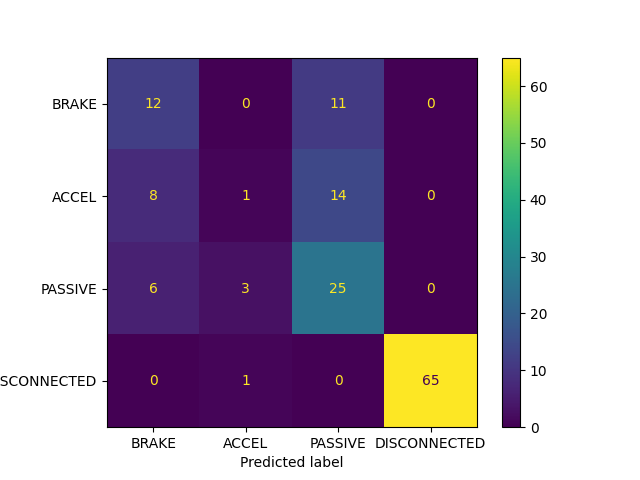 BRAKE 12 0 11 0
ACCEL 8 1 14 0
PASSIVE 6 3 25 0
SCONNECTED 0 1 0 65
BRAKE ACCEL PASSIVE DISCONNECTED
Predicted label
60
50
40
30
20
10
0